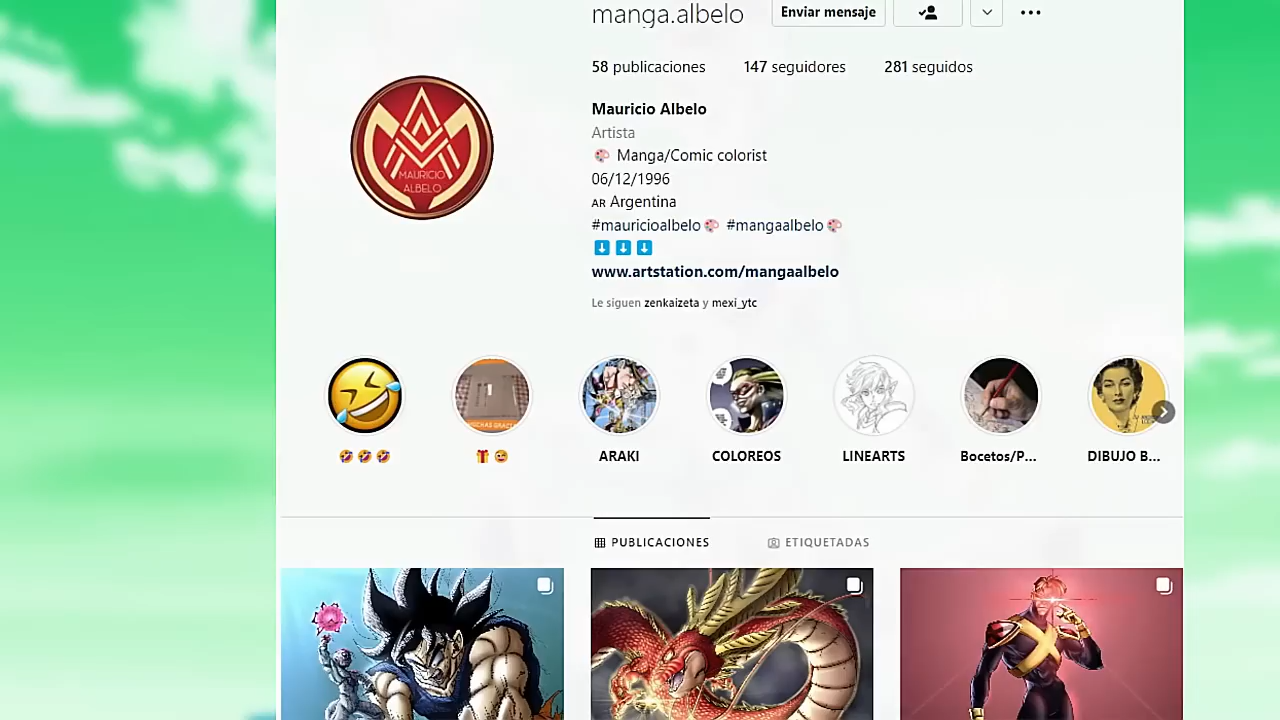 manga.albelo
Enviar mensaje
58 publicaciones
147 seguidores
281 seguidos
Mauricio Albelo
Artista
🎨 Manga/Comic colorist
06/12/1996
AR Argentina
#mauricioalbelo🎨 #mangaalbelo🎨
⬇⬇⬇
www.artstation.com/mangaalbelo
Le siguen zenkaizeta y mexi_ytc
MAURICIO
ALBELO
🤣🤣🤣
🎁😉
ARAKI
COLOREOS
LINEARTS
Bocetos/P...
DIBUJO B...
PUBLICACIONES
ETIQUETADAS